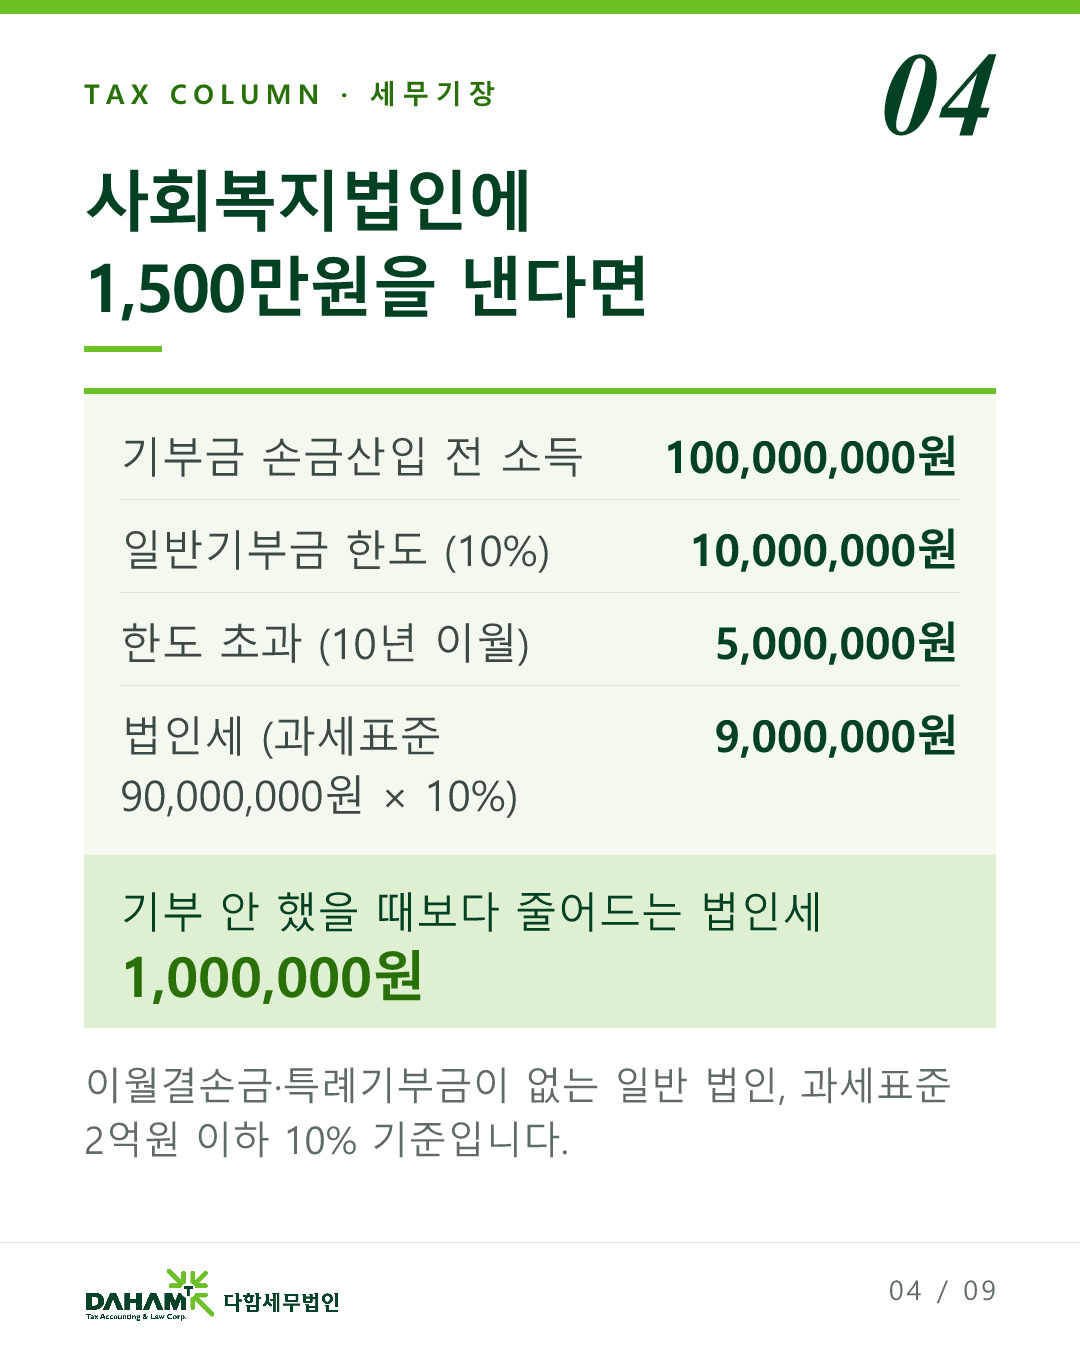 TAX COLUMN · 세무기장
04
사회복지법인에
1,500만원을 낸다면
기부금 손금산입 전 소득 100,000,000원
일반기부금 한도 (10%) 10,000,000원
한도 초과 (10년 이월) 5,000,000원
법인세 (과세표준 9,000,000원
90,000,000원 × 10%)
기부 안 했을 때보다 줄어드는 법인세
1,000,000원
이월결손금·특례기부금이 없는 일반 법인, 과세표준
2억원 이하 10% 기준입니다.
DAHAM T 다함세무법인
Tax Accounting & Law Corp.
04 / 09